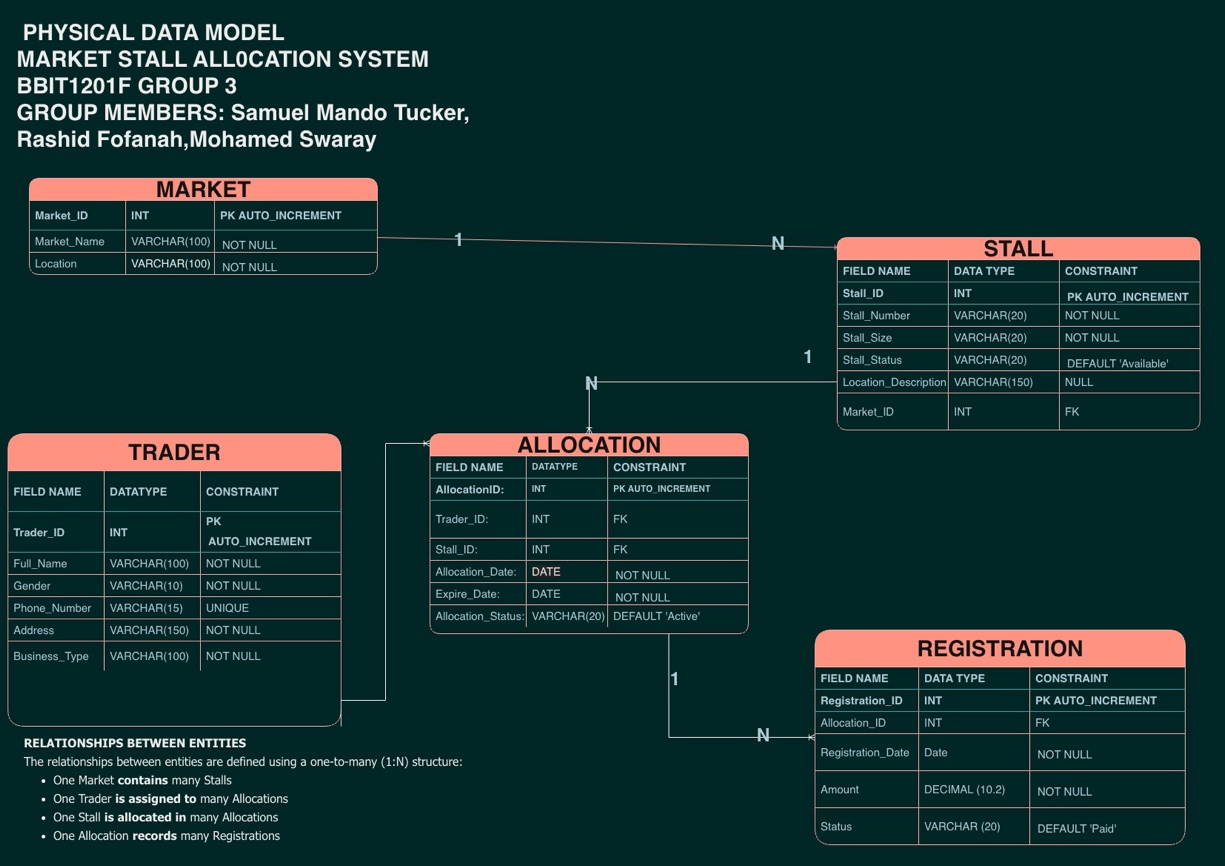 PHYSICAL DATA MODEL
MARKET STALL ALL0CATION SYSTEM
BBIT1201F GROUP 3
GROUP MEMBERS: Samuel Mando Tucker,
Rashid Fofanah,Mohamed Swaray
MARKET
Market_ID INT PK AUTO_INCREMENT
Market_Name VARCHAR(100) NOT NULL
Location VARCHAR(100) NOT NULL
1
N
STALL
FIELD NAME DATA TYPE CONSTRAINT
Stall_ID INT PK AUTO_INCREMENT
Stall_Number VARCHAR(20) NOT NULL
Stall_Size VARCHAR(20) NOT NULL
Stall_Status VARCHAR(20) DEFAULT 'Available'
Location_Description VARCHAR(150) NULL
Market_ID INT FK
1
N
TRADER
FIELD NAME DATATYPE CONSTRAINT
Trader_ID INT PK
AUTO_INCREMENT
Full_Name VARCHAR(100) NOT NULL
Gender VARCHAR(10) NOT NULL
Phone_Number VARCHAR(15) UNIQUE
Address VARCHAR(150) NOT NULL
Business_Type VARCHAR(100) NOT NULL
ALLOCATION
FIELD NAME DATATYPE CONSTRAINT
AllocationID: INT PK AUTO_INCREMENT
Trader_ID: INT FK
Stall_ID: INT FK
Allocation_Date: DATE NOT NULL
Expire_Date: DATE NOT NULL
Allocation_Status: VARCHAR(20) DEFAULT 'Active'
1
N
REGISTRATION
FIELD NAME DATA TYPE CONSTRAINT
Registration_ID INT PK AUTO_INCREMENT
Allocation_ID INT FK
Registration_Date Date NOT NULL
Amount DECIMAL (10.2) NOT NULL
Status VARCHAR (20) DEFAULT 'Paid'
RELATIONSHIPS BETWEEN ENTITIES
The relationships between entities are defined using a one-to-many (1:N) structure:
• One Market contains many Stalls
• One Trader is assigned to many Allocations
• One Stall is allocated in many Allocations
• One Allocation records many Registrations